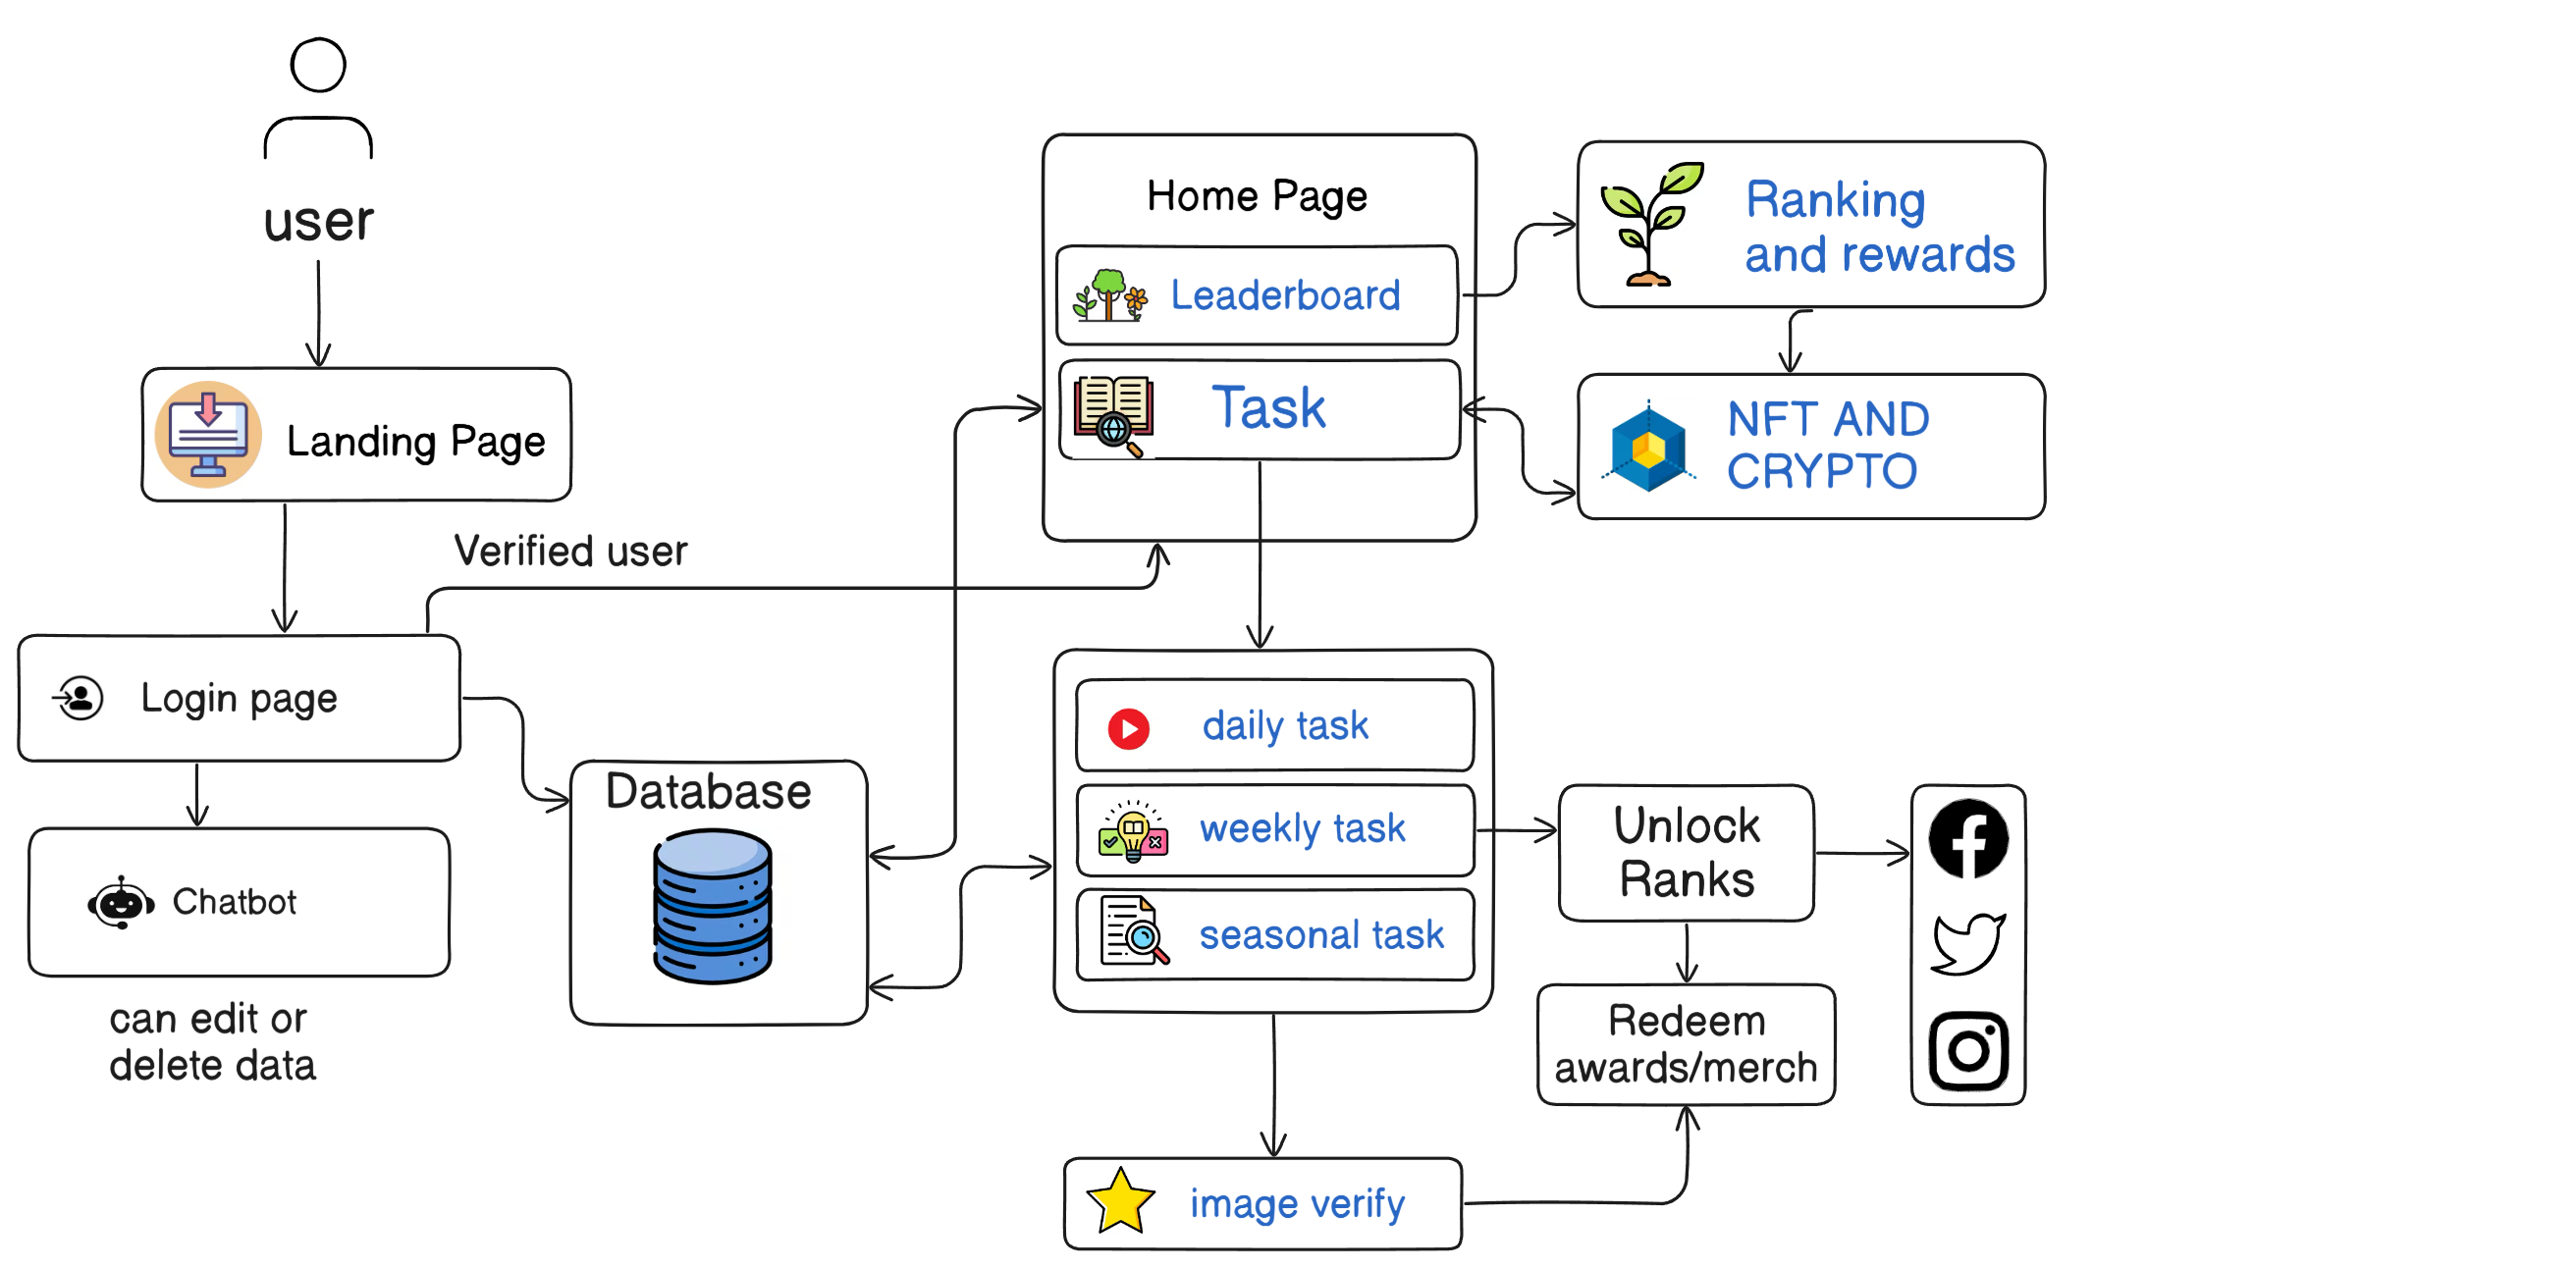 user
Landing Page
Verified user
Login page
Chatbot
can edit or
delete data
Database
Home Page
Leaderboard
Task
Ranking
and rewards
NFT AND
CRYPTO
daily task
weekly task
seasonal task
Unlock
Ranks
Redeem
awards/merch
image verify